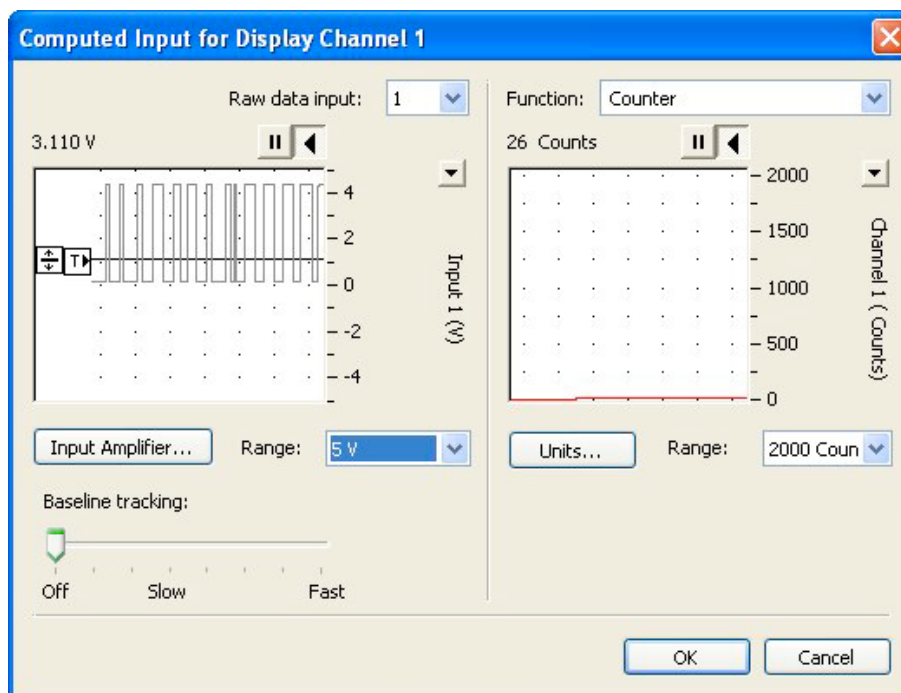 Computed Input for Display Channel 1
Raw data input: 1
3.110 V
4
2
0
-2
-4
Input 1 (V)
T
Input Amplifier...
Range: 5 V
Baseline tracking:
Off Slow Fast
Function: Counter
26 Counts
2000
1500
1000
500
0
Channel 1 ( Counts)
Units...
Range: 2000 Coun
OK Cancel